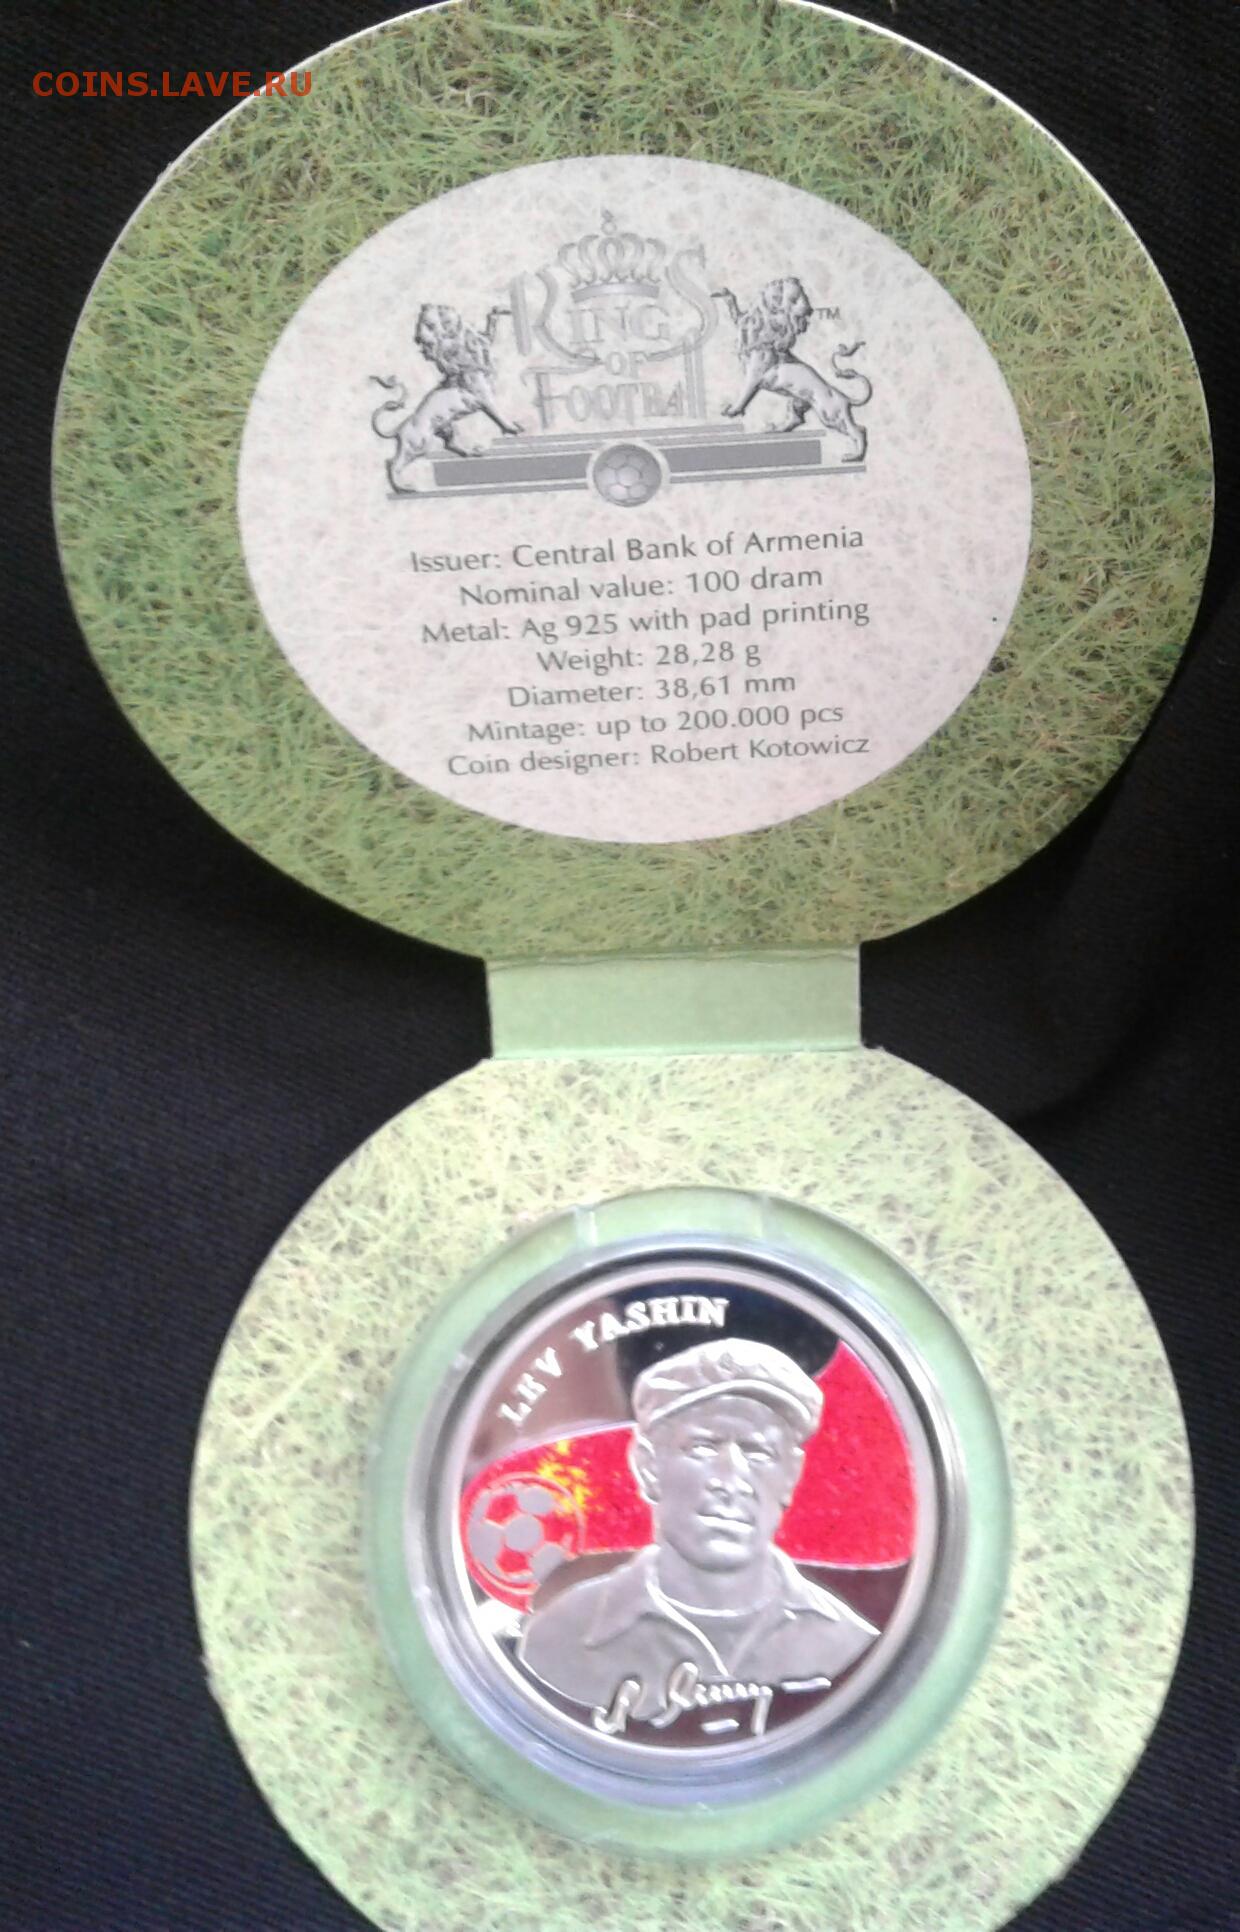 COINS.LAVE.RU
KINGS
OF
FOOTBALL
TM
Issuer: Central Bank of Armenia
Nominal value: 100 dram
Metal: Ag 925 with pad printing
Weight: 28,28 g
Diameter: 38,61 mm
Mintage: up to 200.000 pcs
Coin designer: Robert Kotowicz
LEV YASHIN